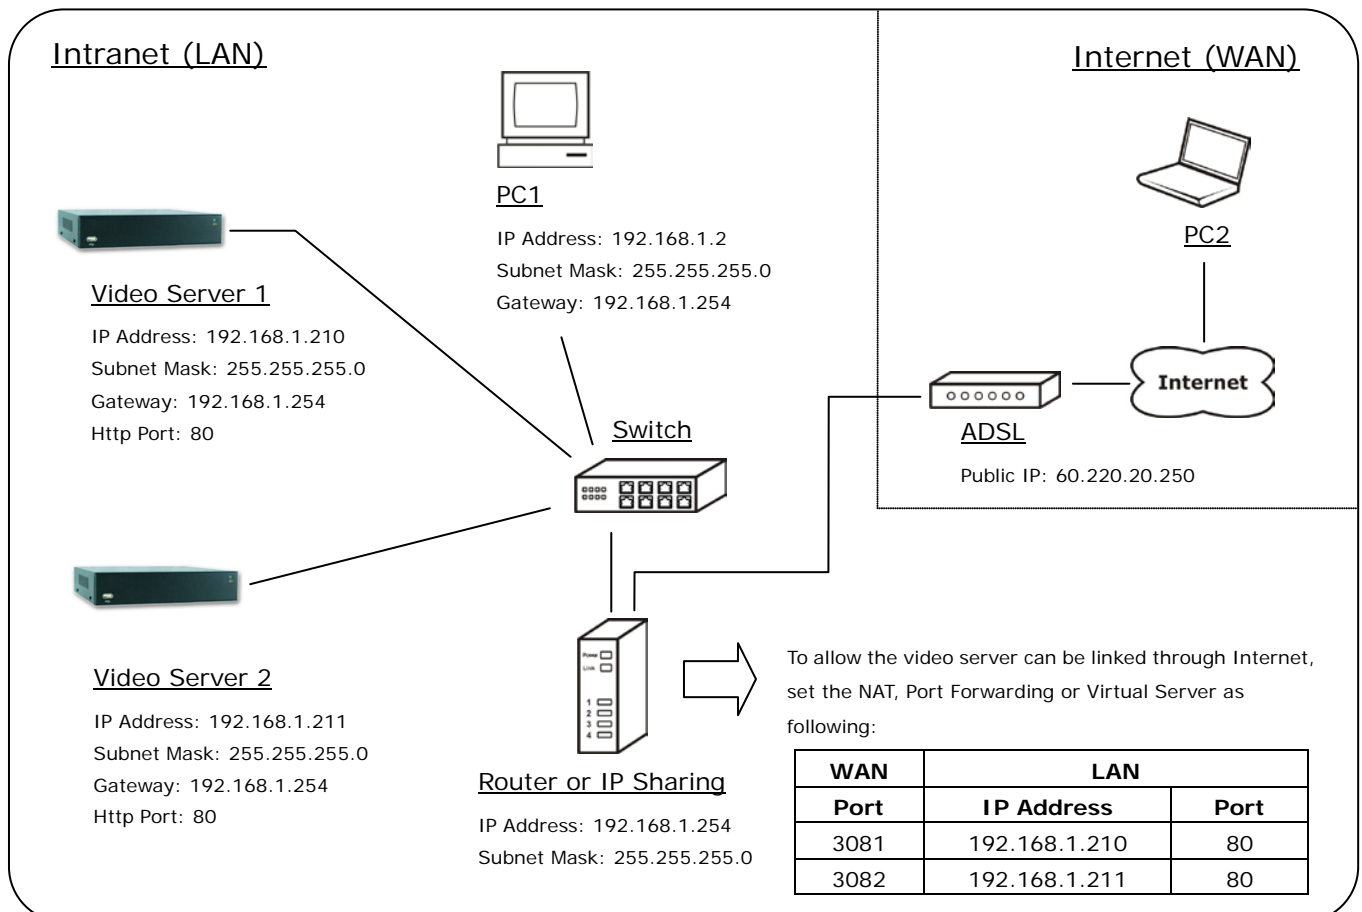 Intranet (LAN)
Internet (WAN)
PC1
IP Address: 192.168.1.2
Subnet Mask: 255.255.255.0
Gateway: 192.168.1.254
PC2
Video Server 1
IP Address: 192.168.1.210
Subnet Mask: 255.255.255.0
Gateway: 192.168.1.254
Http Port: 80
Internet
Switch
ADSL
Public IP: 60.220.20.250
Video Server 2
IP Address: 192.168.1.211
Subnet Mask: 255.255.255.0
Gateway: 192.168.1.254
Http Port: 80
Power
Link
1
2
3
4
Router or IP Sharing
IP Address: 192.168.1.254
Subnet Mask: 255.255.255.0
To allow the video server can be linked through Internet,
set the NAT, Port Forwarding or Virtual Server as
following:
WAN LAN
Port IP Address Port
3081 192.168.1.210 80
3082 192.168.1.211 80